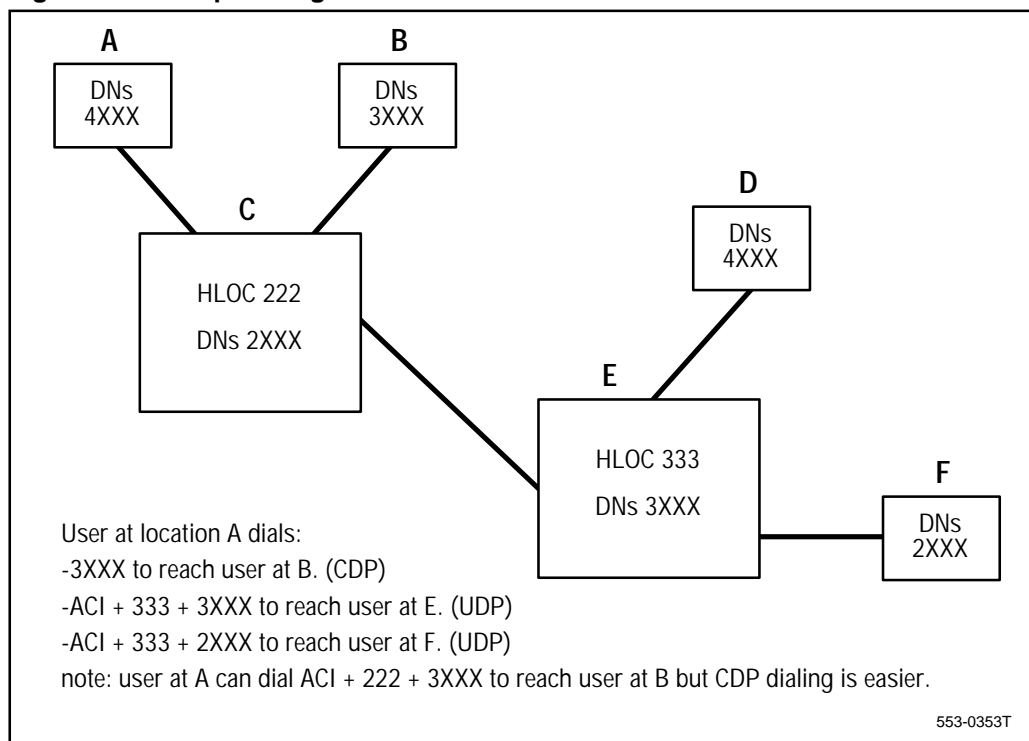 A
B
DNs
4XXX
DNs
3XXX
C
D
DNs
4XXX
HLOC 222
DNs 2XXX
E
HLOC 333
DNs 3XXX
F
DNs
2XXX
User at location A dials:
-3XXX to reach user at B. (CDP)
-ACI + 333 + 3XXX to reach user at E. (UDP)
-ACI + 333 + 2XXX to reach user at F. (UDP)
note: user at A can dial ACI + 222 + 3XXX to reach user at B but CDP dialing is easier.
553-0353T